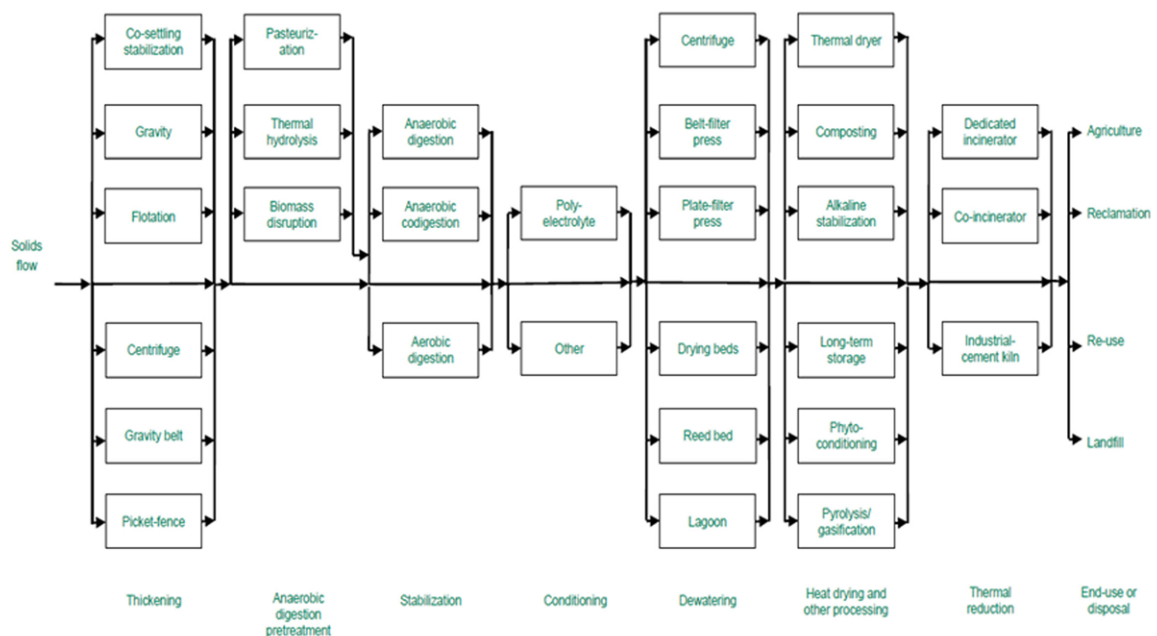 Co-settling
stabilization
Gravity
Flotation
Solids
flow
Centrifuge
Gravity belt
Picket-fence
Thickening
Pasteuriz-
ation
Thermal
hydrolysis
Biomass
disruption
Anaerobic
digestion
pretreatment
Anaerobic
digestion
Anaerobic
codigestion
Aerobic
digestion
Stabilization
Poly-
electrolyte
Other
Conditioning
Centrifuge
Belt-filter
press
Plate-filter
press
Drying beds
Reed bed
Lagoon
Dewatering
Thermal dryer
Composting
Alkaline
stabilization
Long-term
storage
Phyto-
conditioning
Pyrolysis/
gasification
Heat drying and
other processing
Dedicated
incinerator
Co-incinerator
Industrial-
cement kiln
Thermal
reduction
Agriculture
Reclamation
Re-use
Landfill
End-use or
disposal